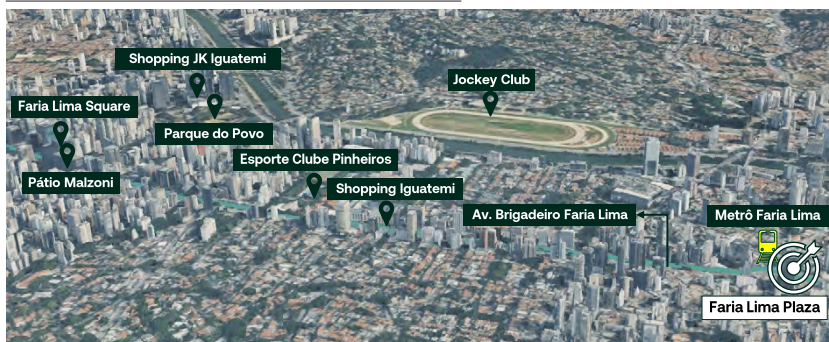 Shopping JK Iguatemi
Jockey Club
Faria Lima Square
Parque do Povo
Esporte Clube Pinheiros
Pátio Malzoni
Shopping Iguatemi
Av. Brigadeiro Faria Lima
Metrô Faria Lima
Faria Lima Plaza